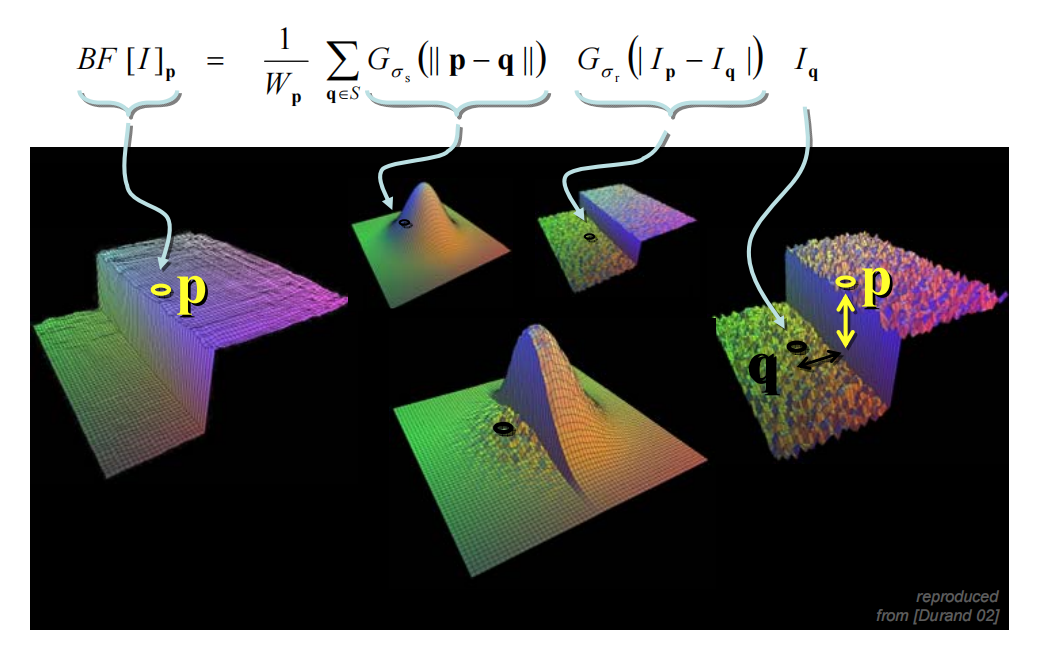 BF [I]p = 1/Wp ∑q∈S Gσs (|| p − q ||) Gσr (| Ip − Iq |) Iq
p
p
q
reproduced
from [Durand 02]